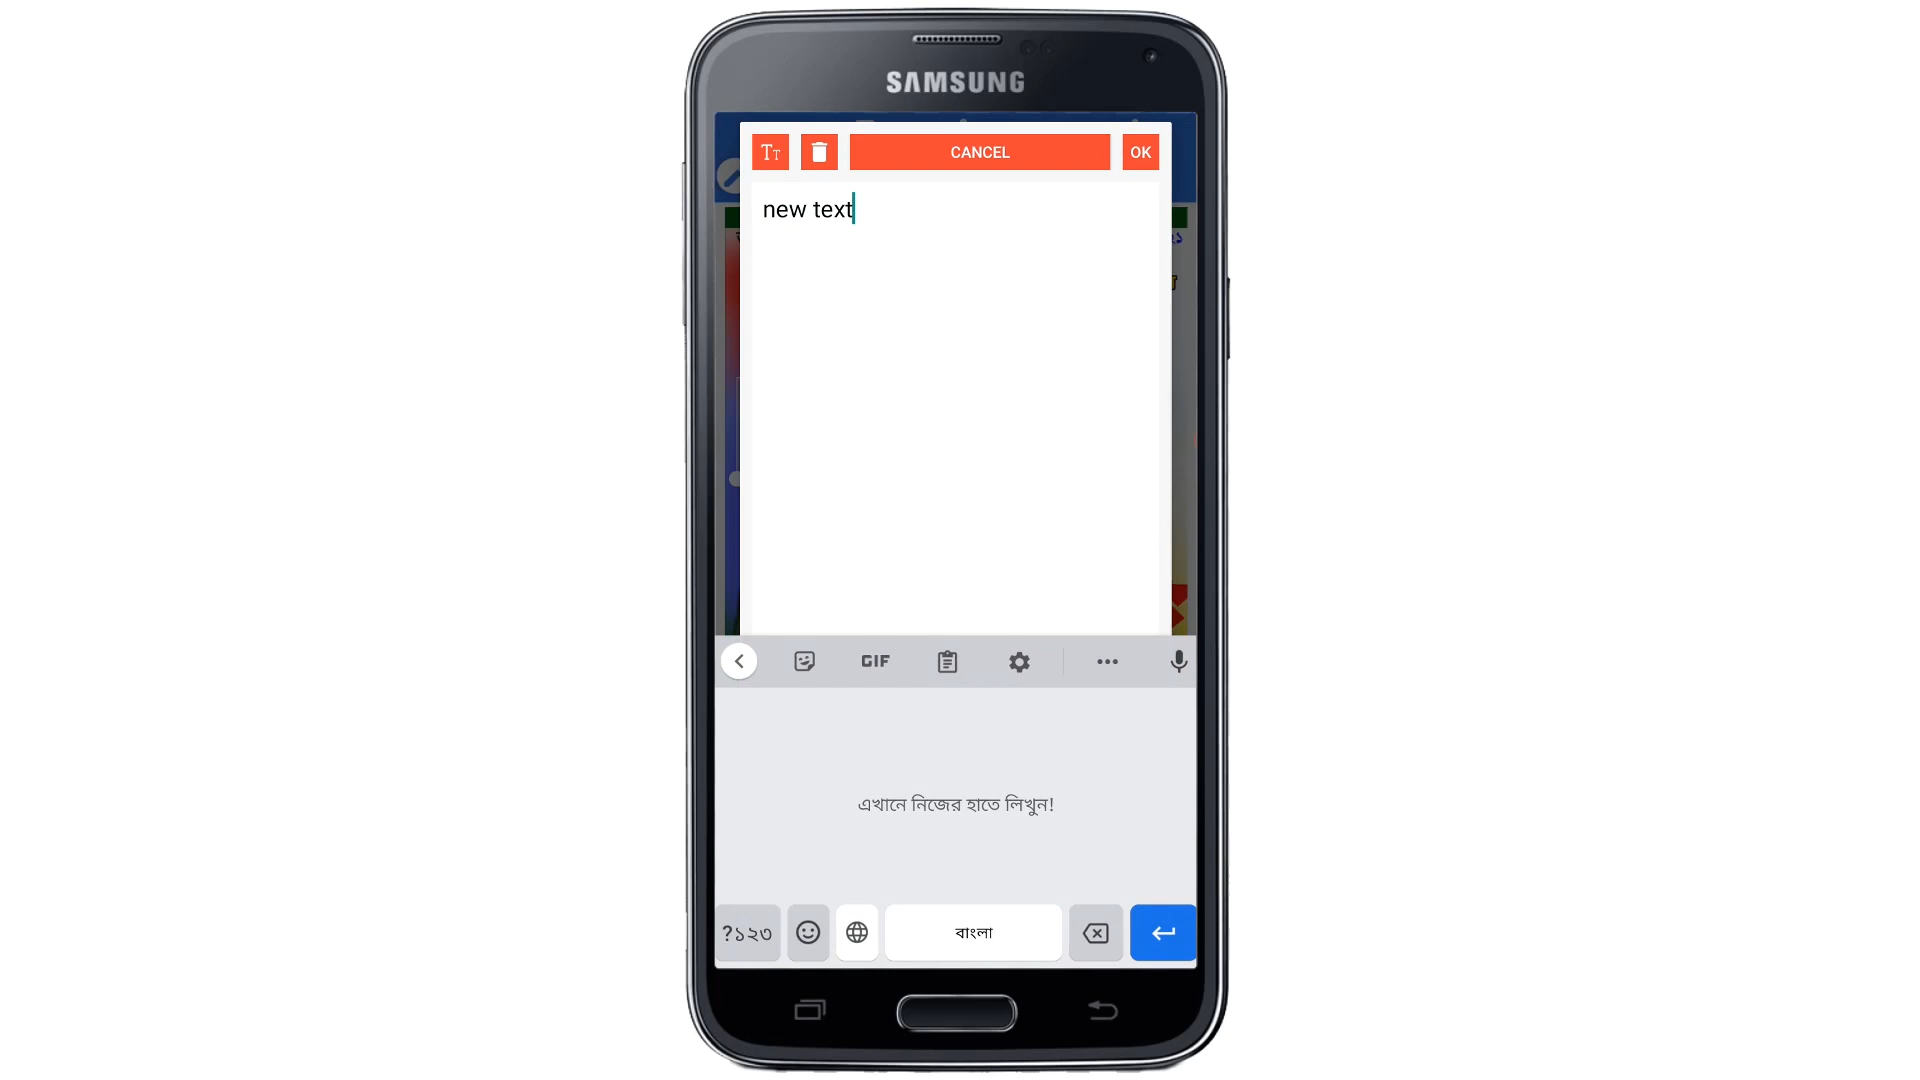 SAMSUNG
Tт CANCEL OK
new text
GIF
এখানে নিজের হাতে লিখুন!
?১২৩ বাংলা